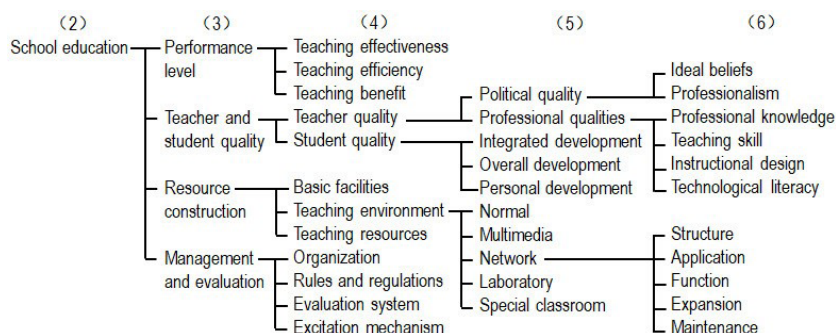 (2) (3) (4) (5) (6)
School education
Performance
level
Teaching effectiveness
Teaching efficiency
Teaching benefit
Teacher and
student quality
Teacher quality
Student quality
Political quality
Professional qualities
Integrated development
Overall development
Personal development
Ideal beliefs
Professionalism
Professional knowledge
Teaching skill
Instructional design
Technological literacy
Resource
construction
Basic facilities
Teaching environment
Teaching resources
Normal
Multimedia
Network
Laboratory
Special classroom
Structure
Application
Function
Expansion
Maintenance
Management
and evaluation
Organization
Rules and regulations
Evaluation system
Excitation mechanism